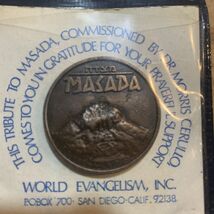 THIS TRIBUTE TO MASADA COMMISSIONED BY DR. MORRIS CERULLO
COMES TO YOU IN GRATITUDE FOR YOUR PRAYERFUL SUPPORT
מצדה
MASADA
WORLD EVANGELISM, INC.
P.O. BOX 700 · SAN DIEGO · CALIF. 92138